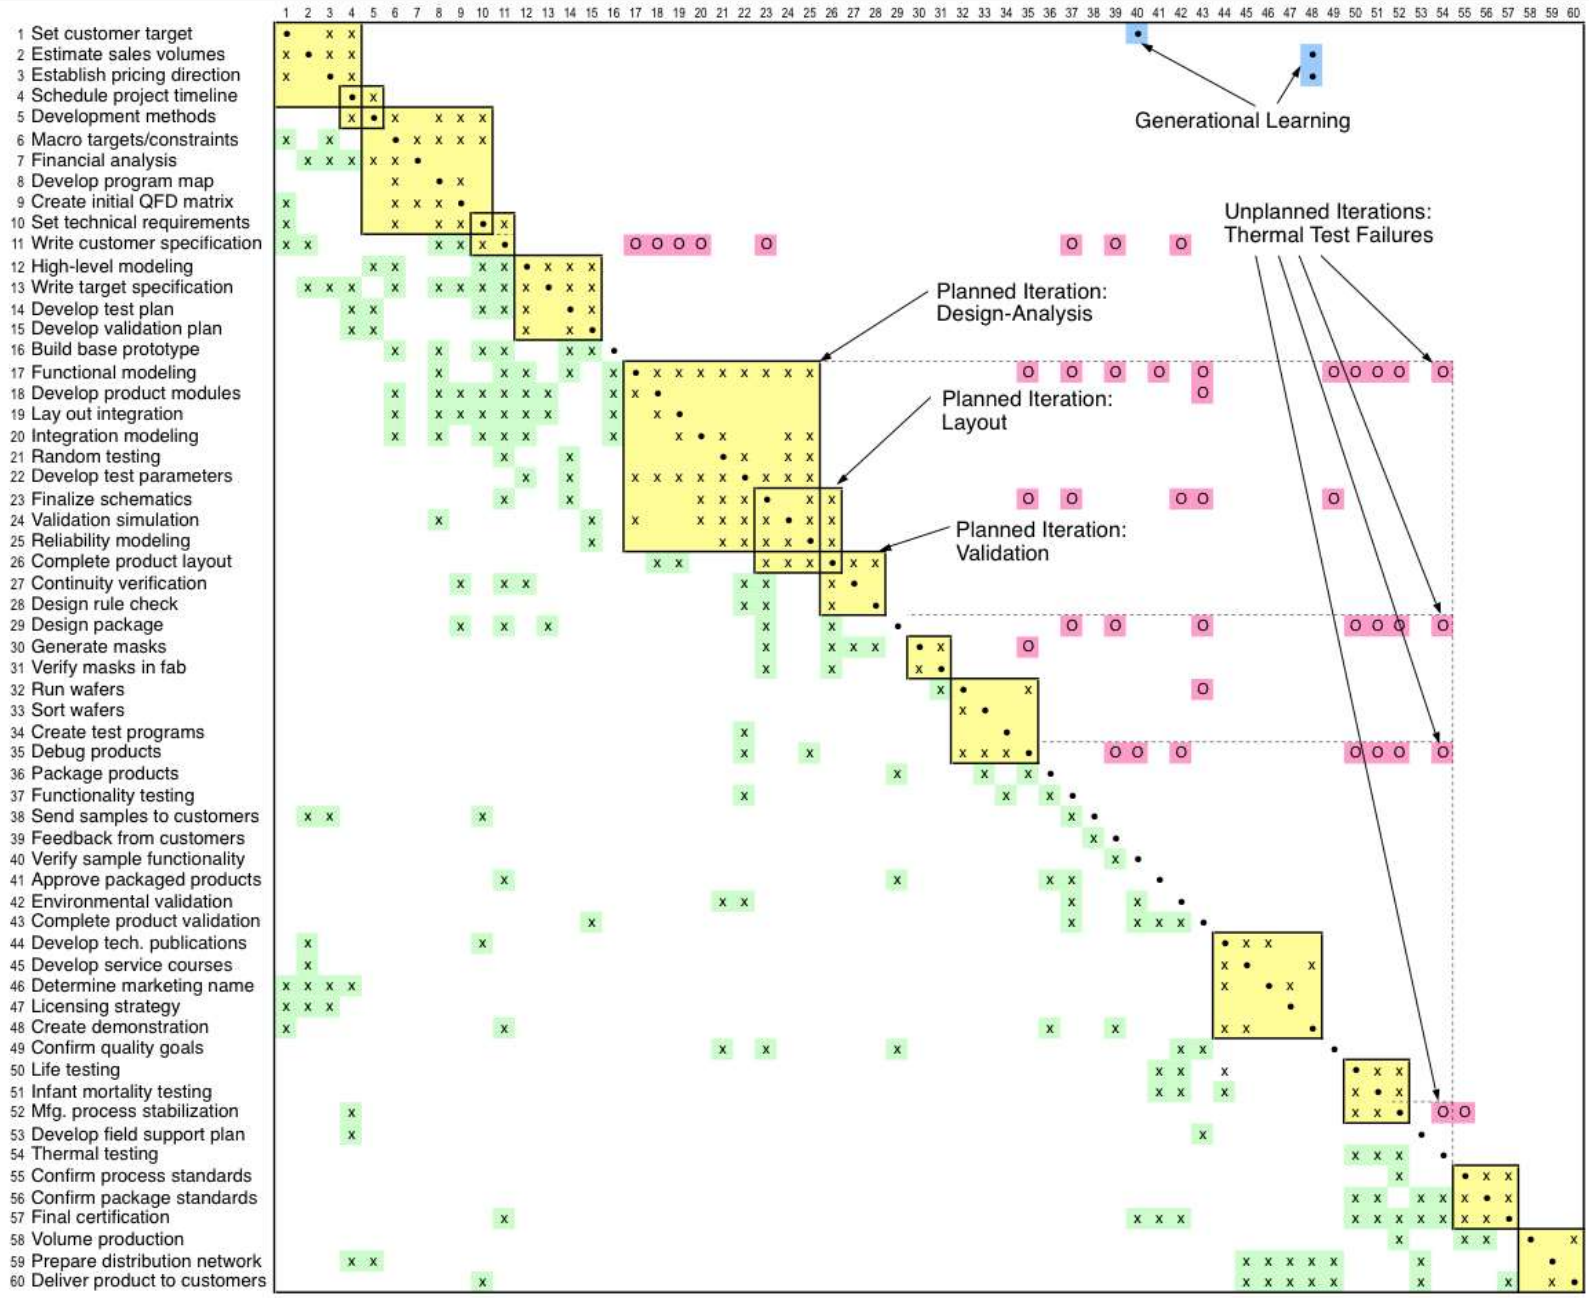 1 2 3 4 5 6 7 8 9 10 11 12 13 14 15 16 17 18 19 20 21 22 23 24 25 26 27 28 29 30 31 32 33 34 35 36 37 38 39 40 41 42 43 44 45 46 47 48 49 50 51 52 53 54 55 56 57 58 59 60
1 Set customer target • x x •
2 Estimate sales volumes x • x x •
3 Establish pricing direction x • x •
4 Schedule project timeline • x
5 Development methods x • x x x x
Generational Learning
6 Macro targets/constraints x x • x x x x
7 Financial analysis x x x x x •
8 Develop program map x • x
9 Create initial QFD matrix x x x x •
10 Set technical requirements x x x x • x
Unplanned Iterations:
Thermal Test Failures
11 Write customer specification x x x x x • O O O O O O O O
12 High-level modeling x x x x • x x x
13 Write target specification x x x x x x x x x • x x
Planned Iteration:
Design-Analysis
14 Develop test plan x x x x x • x
15 Develop validation plan x x x x •
16 Build base prototype x x x x x x •
17 Functional modeling x x x x x • x x x x x x x x O O O O O O O O O O
18 Develop product modules x x x x x x x x x • O
Planned Iteration:
Layout
19 Lay out integration x x x x x x x x x •
20 Integration modeling x x x x x x x • x x x
21 Random testing x x • x x x
22 Develop test parameters x x x x x x x • x x x
23 Finalize schematics x x x x x • x x O O O O O
24 Validation simulation x x x x x x x • x x
25 Reliability modeling x x x x x • x
Planned Iteration:
Validation
26 Complete product layout x x x x x • x x
27 Continuity verification x x x x x x •
28 Design rule check x x x •
29 Design package x x x x x • O O O O O O O
30 Generate masks x x x x • x O
31 Verify masks in fab x x x •
32 Run wafers x • x O
33 Sort wafers x •
34 Create test programs x •
35 Debug products x x x x x • O O O O O O O
36 Package products x x x •
37 Functionality testing x x x •
38 Send samples to customers x x x x •
39 Feedback from customers x •
40 Verify sample functionality x •
41 Approve packaged products x x x x •
42 Environmental validation x x x x •
43 Complete product validation x x x x x •
44 Develop tech. publications x x • x x
45 Develop service courses x x • x
46 Determine marketing name x x x x x • x
47 Licensing strategy x x x •
48 Create demonstration x x x x x x •
49 Confirm quality goals x x x x x •
50 Life testing x x x • x x
51 Infant mortality testing x x x x • x
52 Mfg. process stabilization x x x • O O
53 Develop field support plan x x •
54 Thermal testing x x x •
55 Confirm process standards x • x x
56 Confirm package standards x x x x x • x
57 Final certification x x x x x x x x x x x •
58 Volume production x x x • x
59 Prepare distribution network x x x x x x x x •
60 Deliver product to customers x x x x x x x x x •